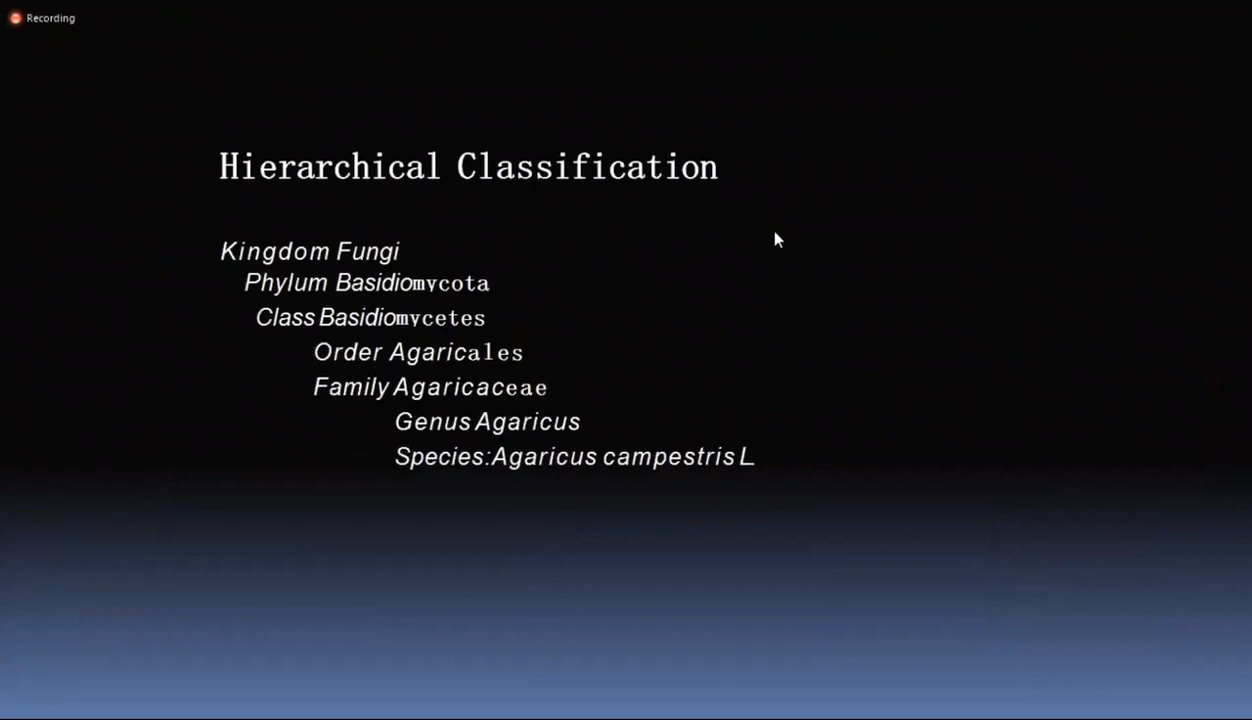 Recording
Hierarchical Classification
Kingdom Fungi
Phylum Basidiomycota
Class Basidiomycetes
Order Agaricales
Family Agaricaceae
Genus Agaricus
Species:Agaricus campestris L